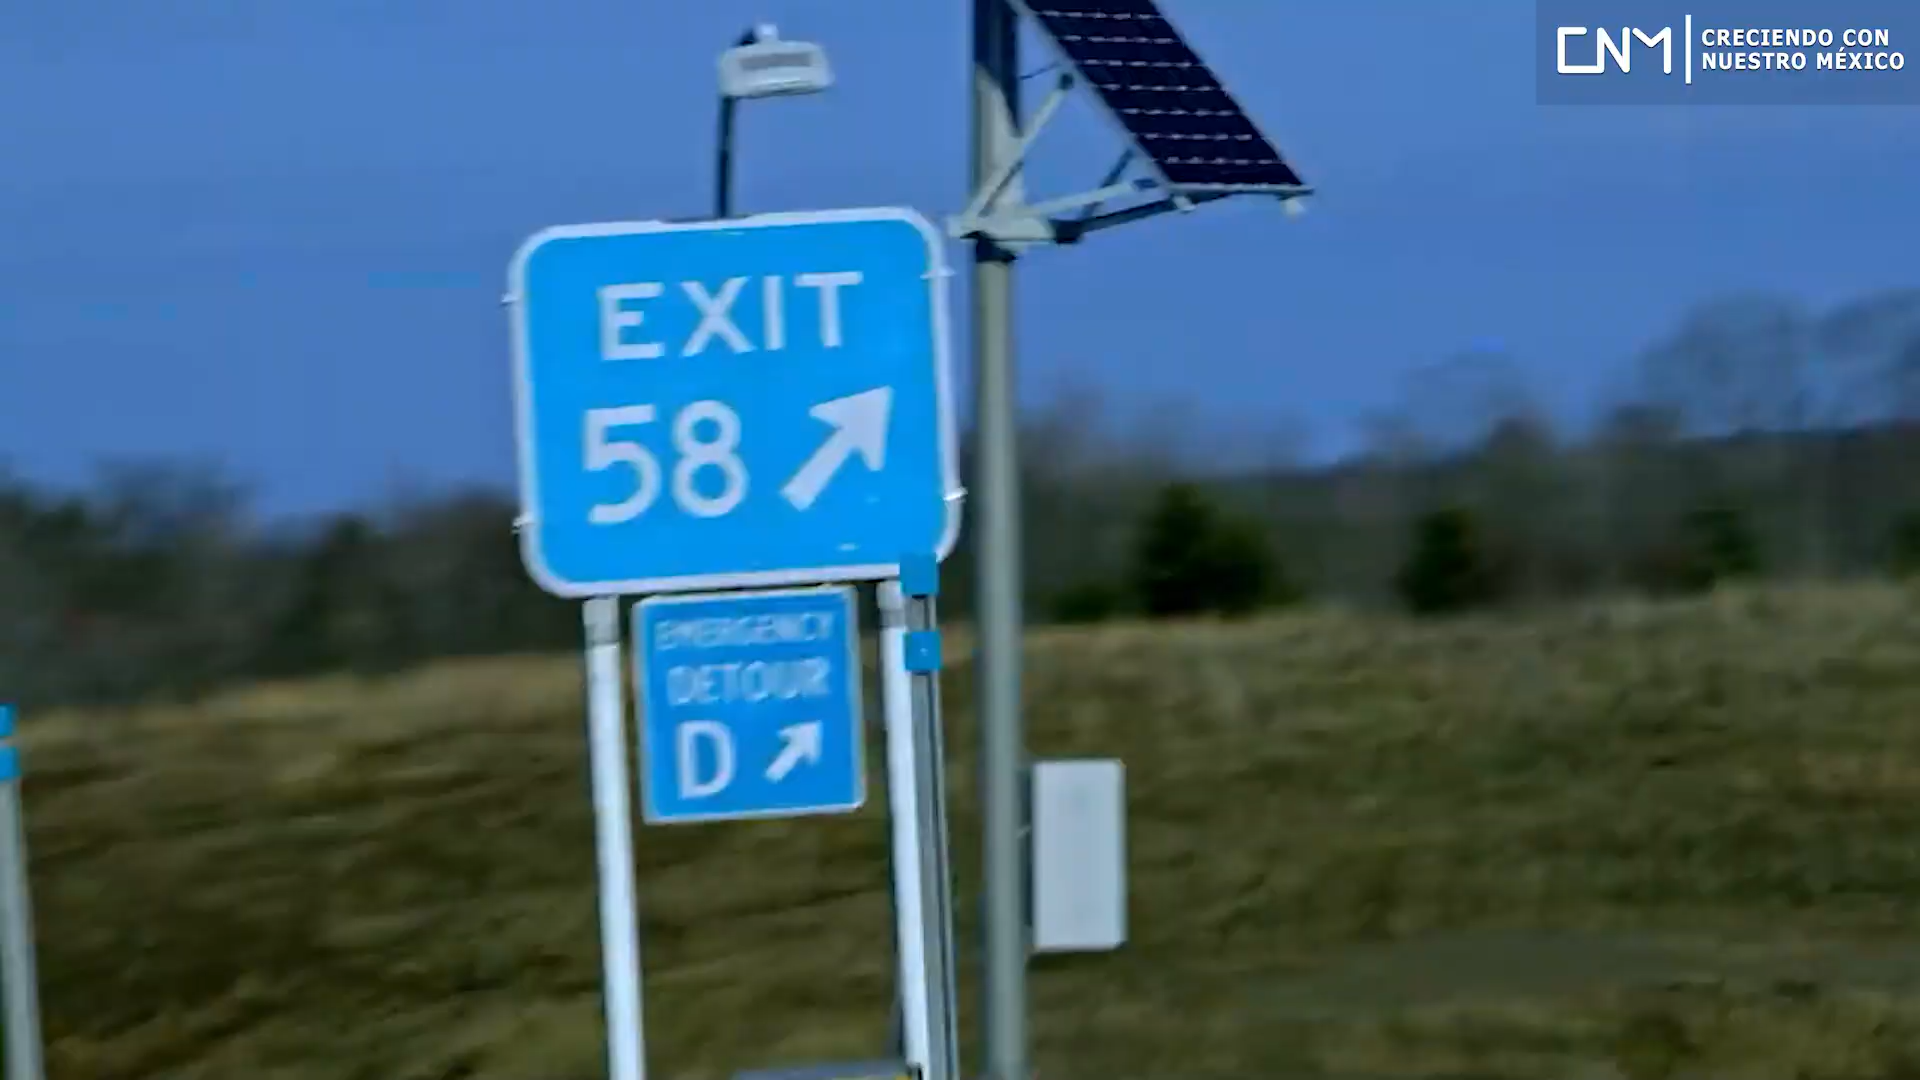 CNM
CRECIENDO CON
NUESTRO MÉXICO
EXIT
58
EMERGENCY
DETOUR
D